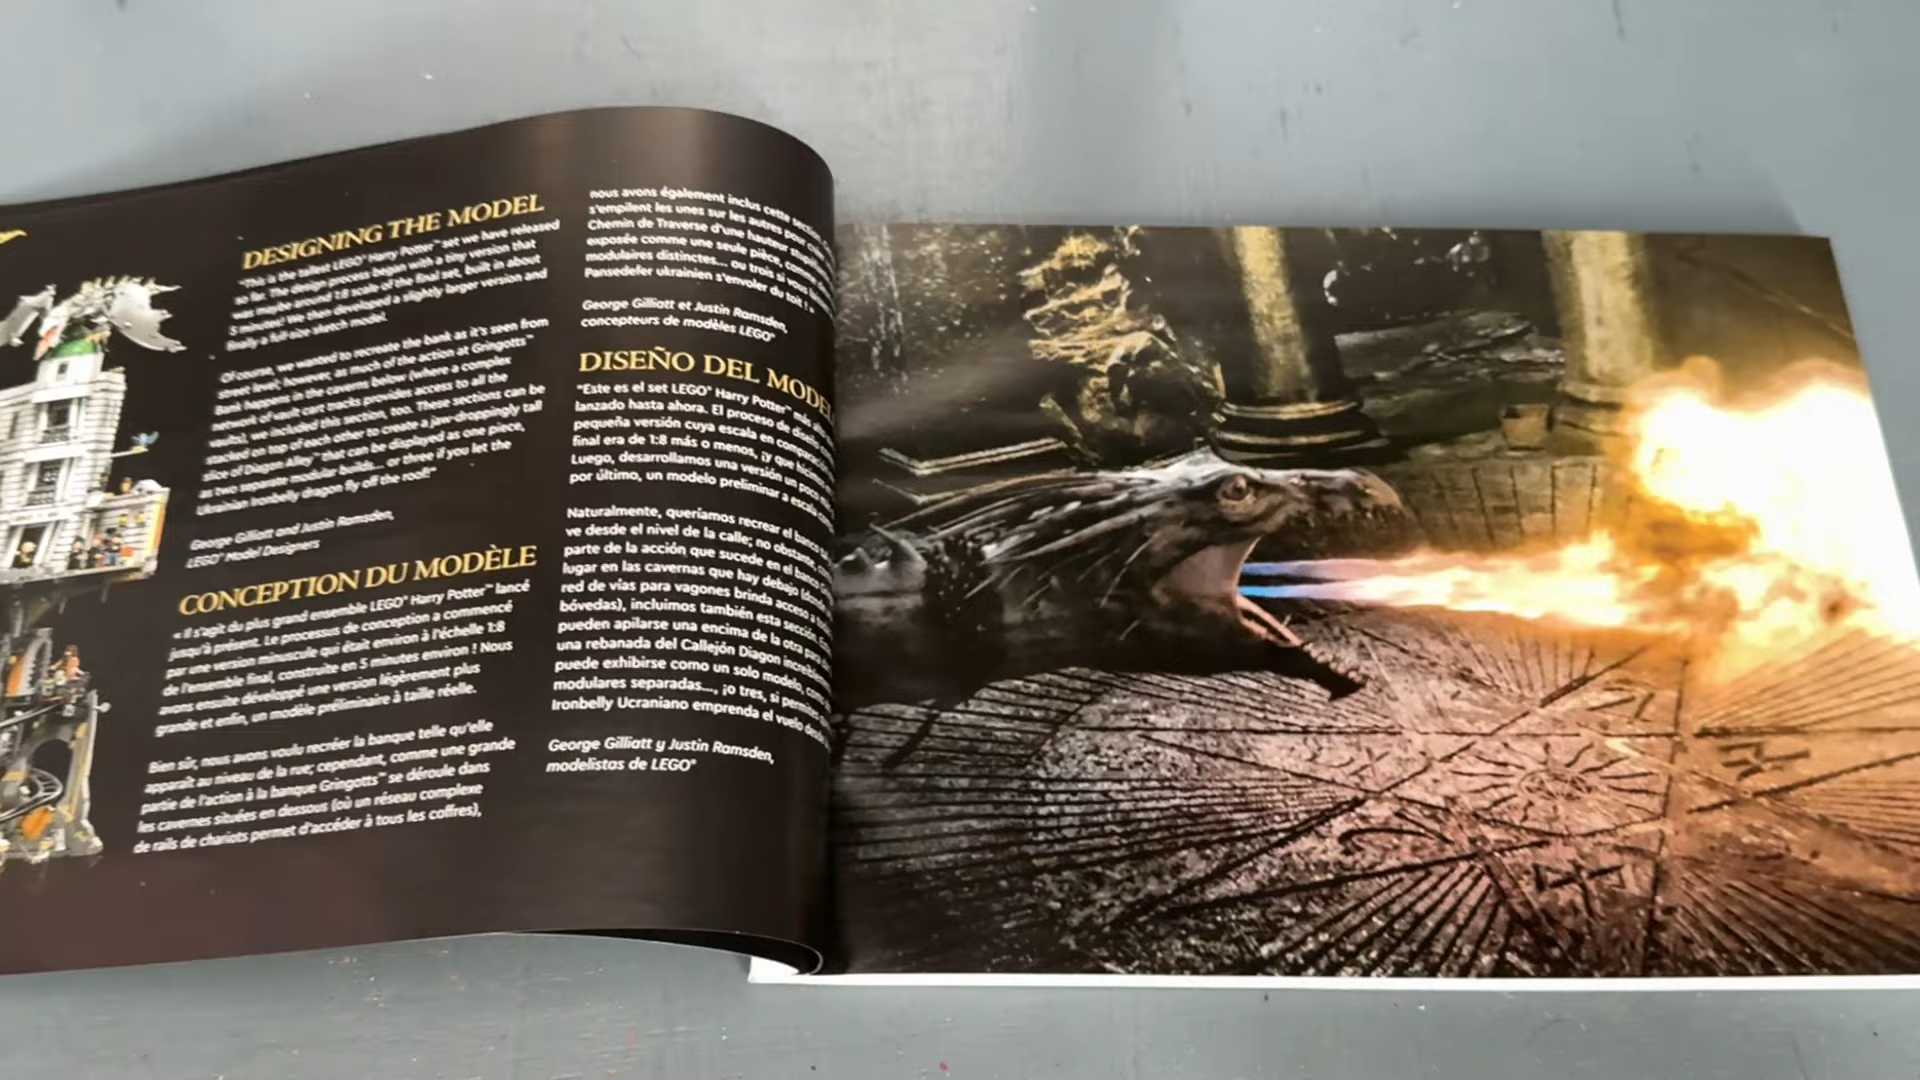 DESIGNING THE MODEL
"This is the tallest LEGO® Harry Potter™ set we have released
so far. The design process began with a tiny version that
was maybe around 1:8 scale of the final set, built in about
5 minutes! We then developed a slightly larger version and
finally a full-size sketch model.
Of course, we wanted to recreate the bank as it's seen from
street level; however, as much of the action at Gringotts™
Bank happens in the caverns below (where a complex
network of vault cart tracks provides access to all the
vaults), we included this section, too. These sections can be
stacked on top of each other to create a jaw-droppingly tall
slice of Diagon Alley™ that can be displayed as one piece,
as two separate modular builds... or three if you let the
Ukrainian Ironbelly dragon fly off the roof!"
George Gilliatt and Justin Ramsden,
LEGO® Model Designers
CONCEPTION DU MODÈLE
« Il s'agit du plus grand ensemble LEGO® Harry Potter™ lancé
jusqu'à présent. Le processus de conception a commencé
par une version minuscule qui était environ à l'échelle 1:8
de l'ensemble final, construite en 5 minutes environ ! Nous
avons ensuite développé une version légèrement plus
grande et enfin, un modèle préliminaire à taille réelle.
Bien sûr, nous avons voulu recréer la banque telle qu'elle
apparaît au niveau de la rue; cependant, comme une grande
partie de l'action à la banque Gringotts™ se déroule dans
les cavernes situées en dessous (où un réseau complexe
de rails de chariots permet d'accéder à tous les coffres),
nous avons également inclus cette
s'empilent les unes sur les autres pour
Chemin de Traverse d'une hauteur
exposée comme une seule pièce,
modulaires distinctes... ou trois si vous
Pansedefer ukrainien s'envoler du toit ! »
George Gilliatt et Justin Ramsden,
concepteurs de modèles LEGO®
DISEÑO DEL
"Este es el set LEGO® Harry Potter™ más
lanzado hasta ahora. El proceso de diseño
pequeña versión cuya escala en
final era de 1:8 más o menos, ¡y que
Luego, desarrollamos una versión un poco
por último, un modelo preliminar a escala
Naturalmente, queríamos recrear el banco
ve desde el nivel de la calle; no obstante,
parte de la acción que sucede en el banco
lugar en las cavernas que hay debajo
red de vías para vagones brinda acceso a
bóvedas), incluimos también esta sección.
pueden apilarse una encima de la otra para
una rebanada del Callejón Diagon
puede exhibirse como un solo modelo,
modulares separadas..., ¡o tres, si
Ironbelly Ucraniano emprenda el vuelo
George Gilliatt y Justin Ramsden,
modelistas de LEGO®